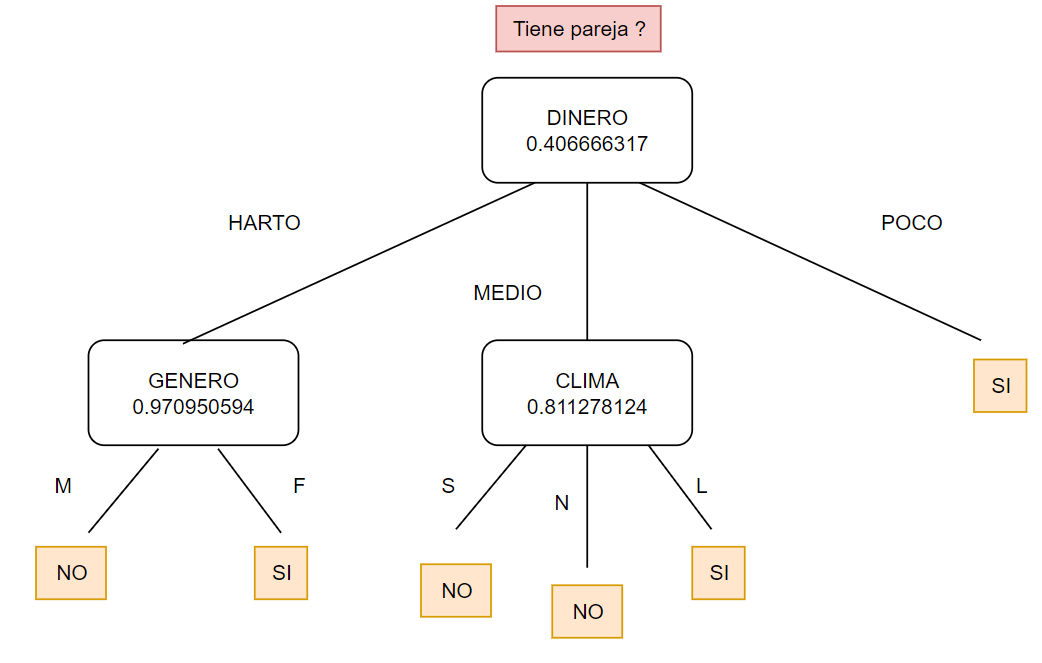 Tiene pareja ?
DINERO
0.406666317
HARTO
POCO
MEDIO
GENERO
0.970950594
CLIMA
0.811278124
SI
M
F
S
N
L
NO
SI
NO
NO
SI